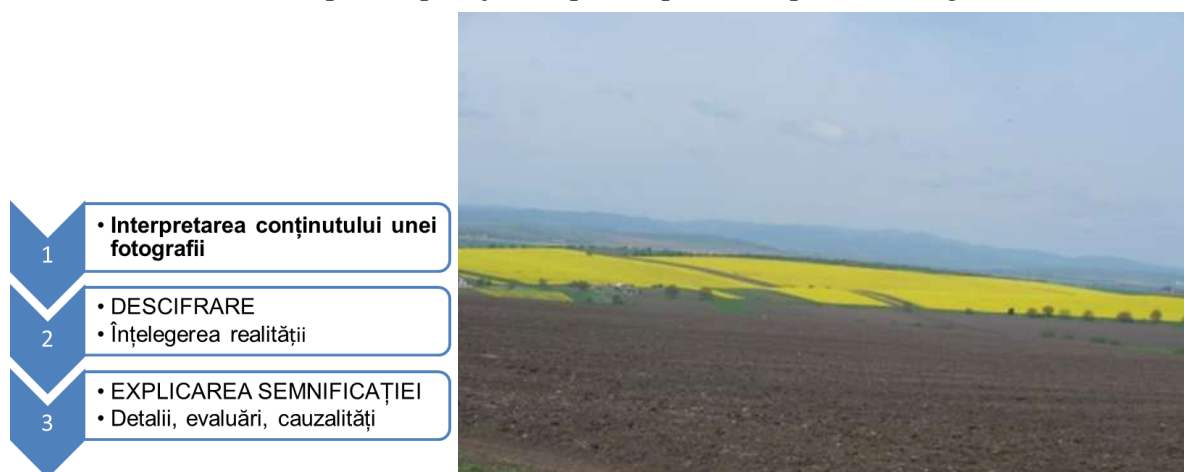 1
• Interpretarea conținutului unei
fotografii
2
• DESCIFRARE
• Înțelegerea realității
3
• EXPLICAREA SEMNIFICAȚIEI
• Detalii, evaluări, cauzalități